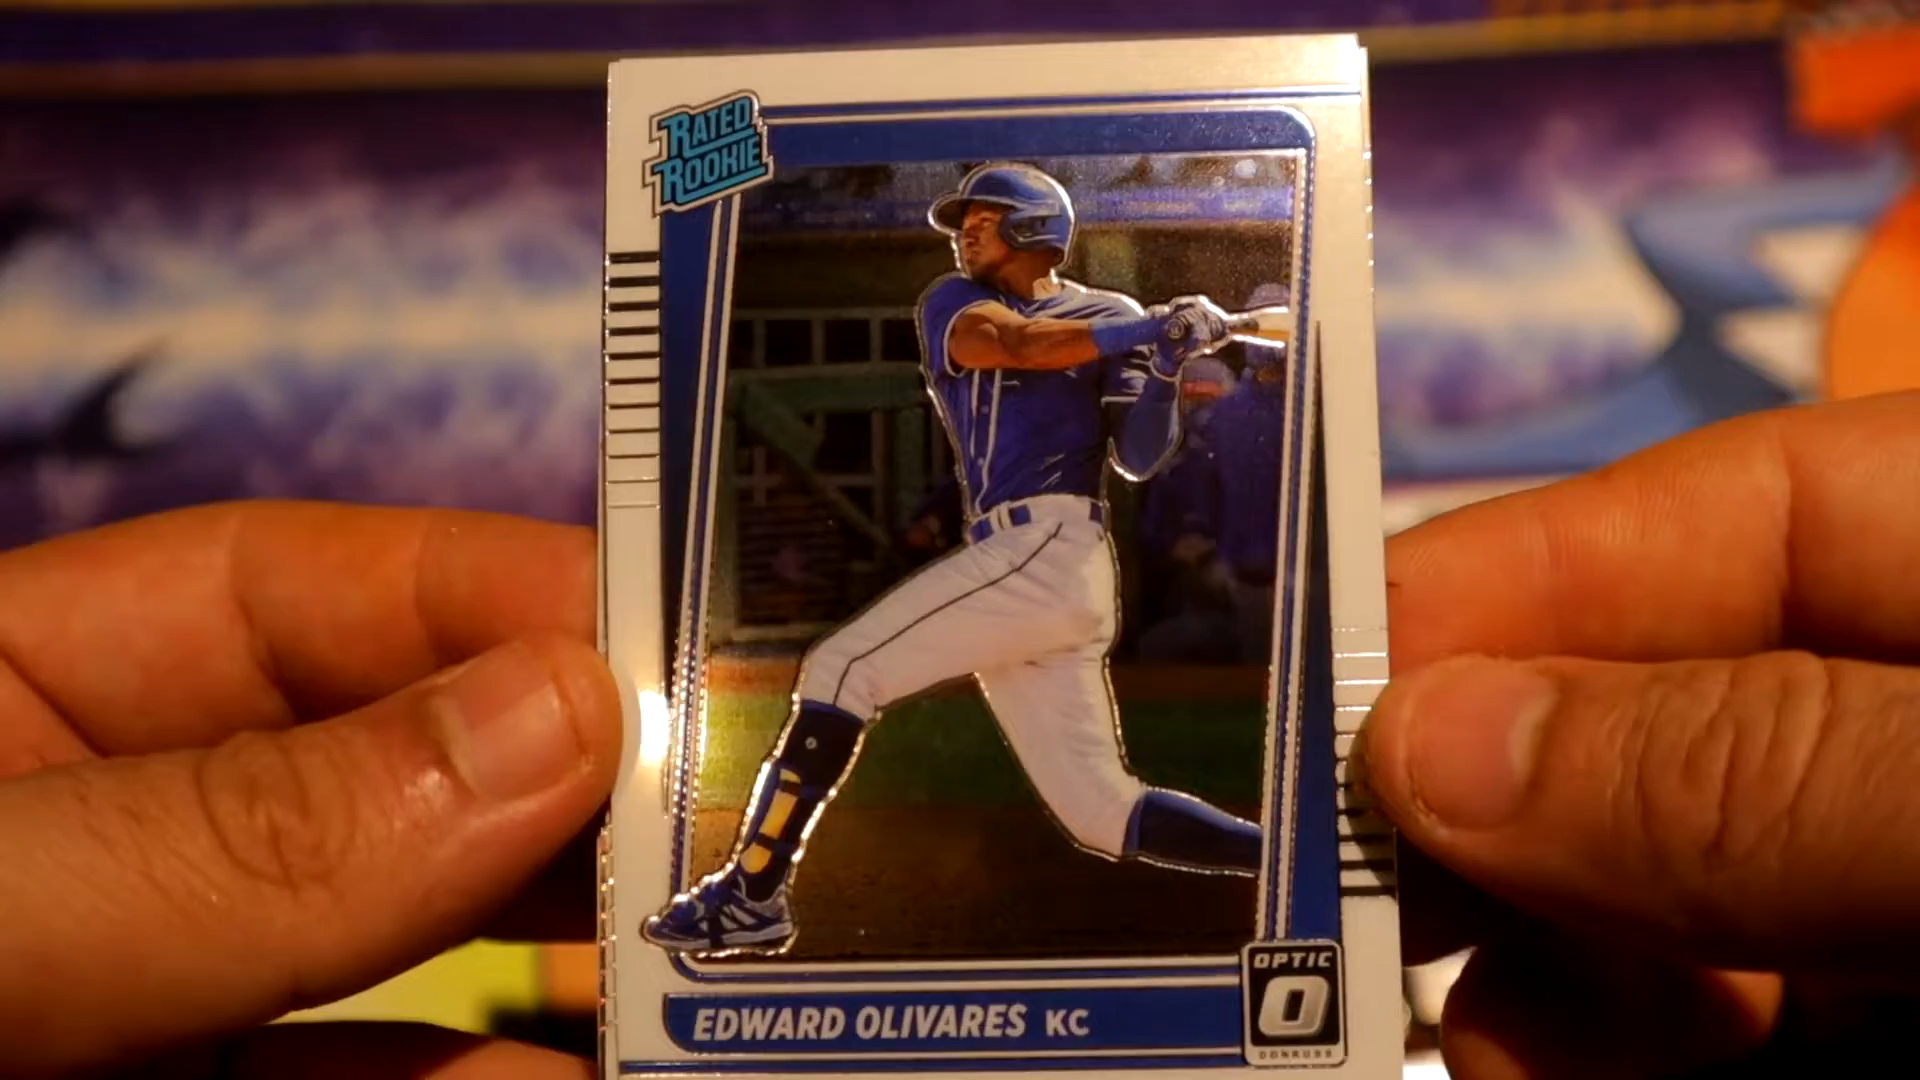 RATED
ROOKIE
EDWARD OLIVARES KC
OPTIC
O
DONRUSS